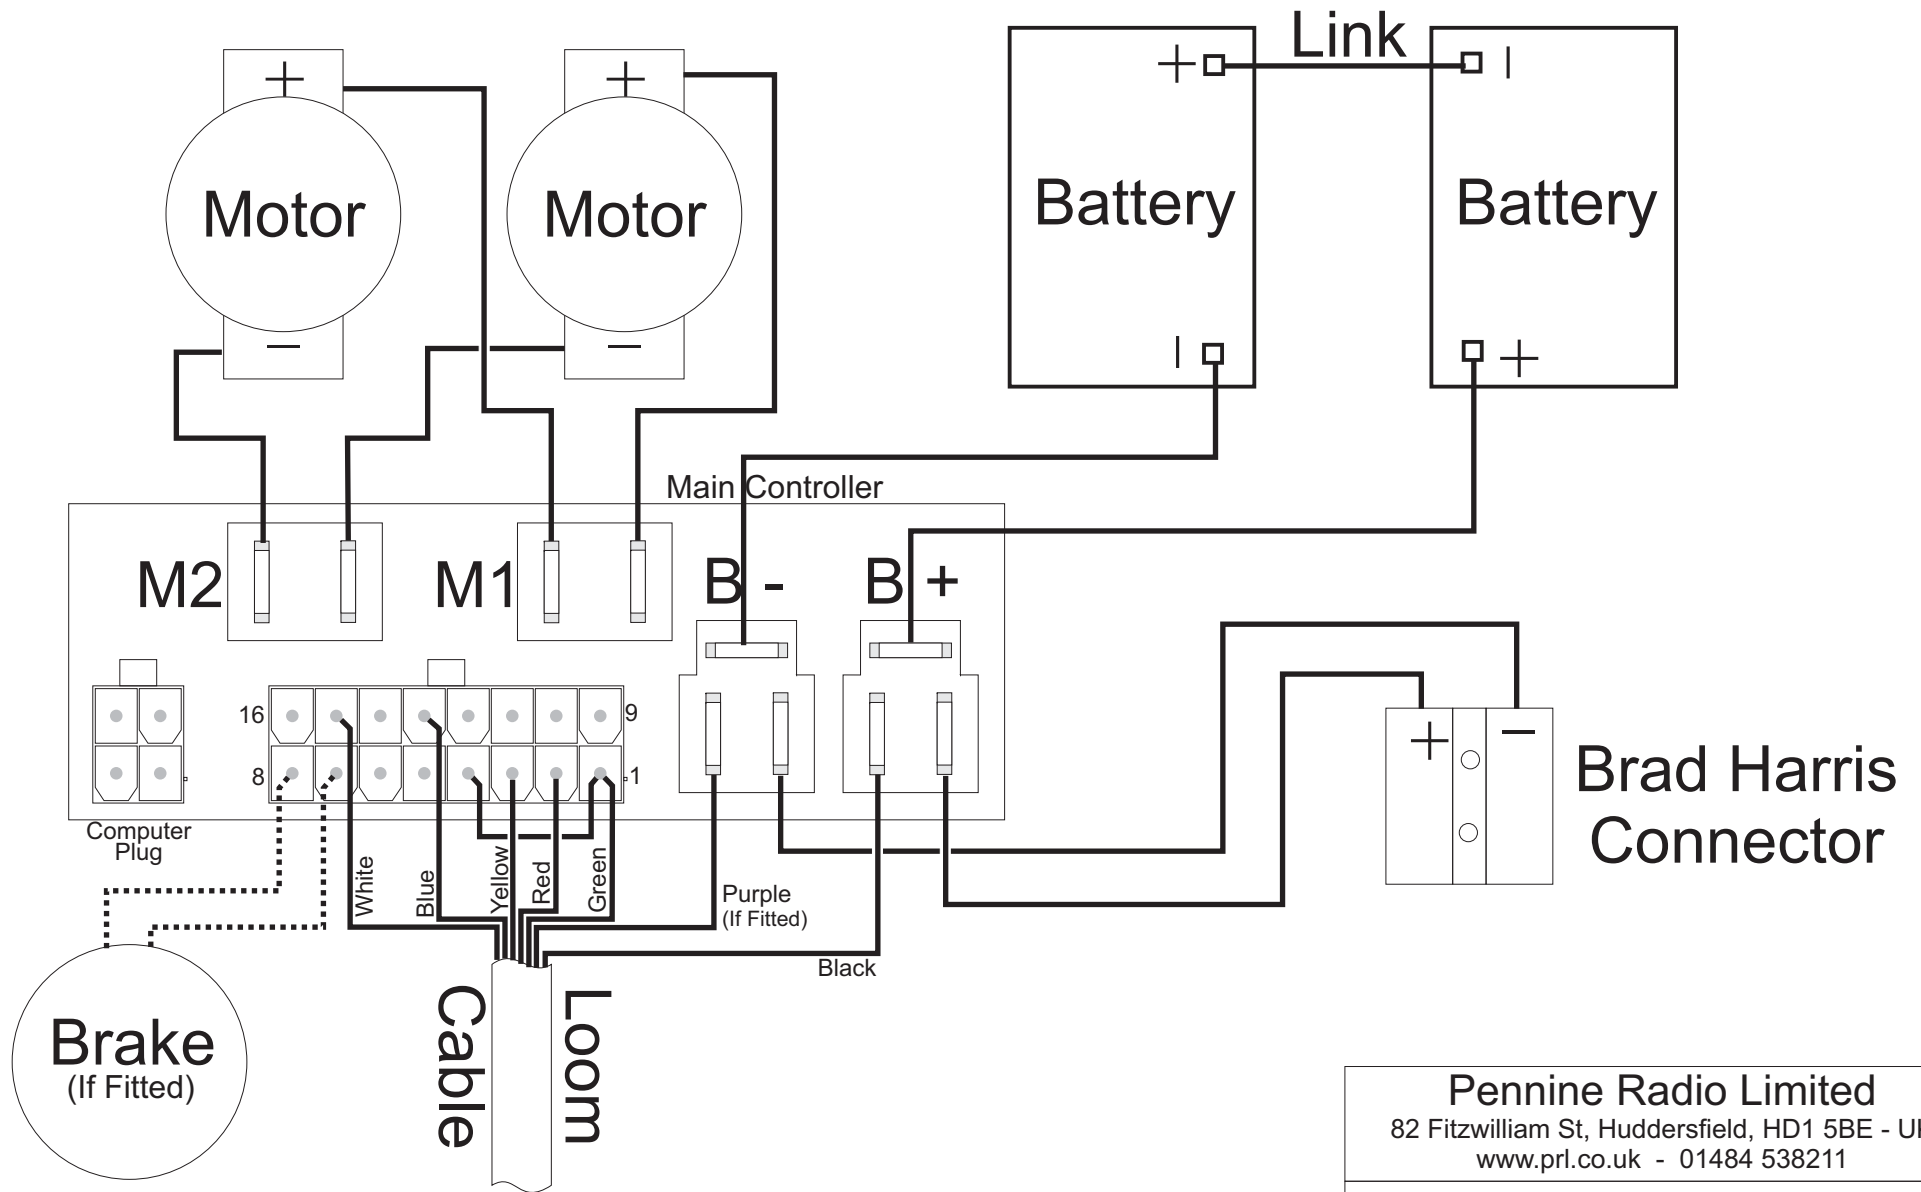 Link
+
+
+
Motor
Motor
Battery
Battery
−
−
+
Main Controller
M2
M1
B -
B +
16
9
8
1
+
−
Brad Harris
Connector
Computer
Plug
White
Blue
Yellow
Red
Green
Purple
(If Fitted)
Black
Brake
(If Fitted)
Loom
Cable
Pennine Radio Limited
82 Fitzwilliam St, Huddersfield, HD1 5BE - U
www.prl.co.uk - 01484 538211